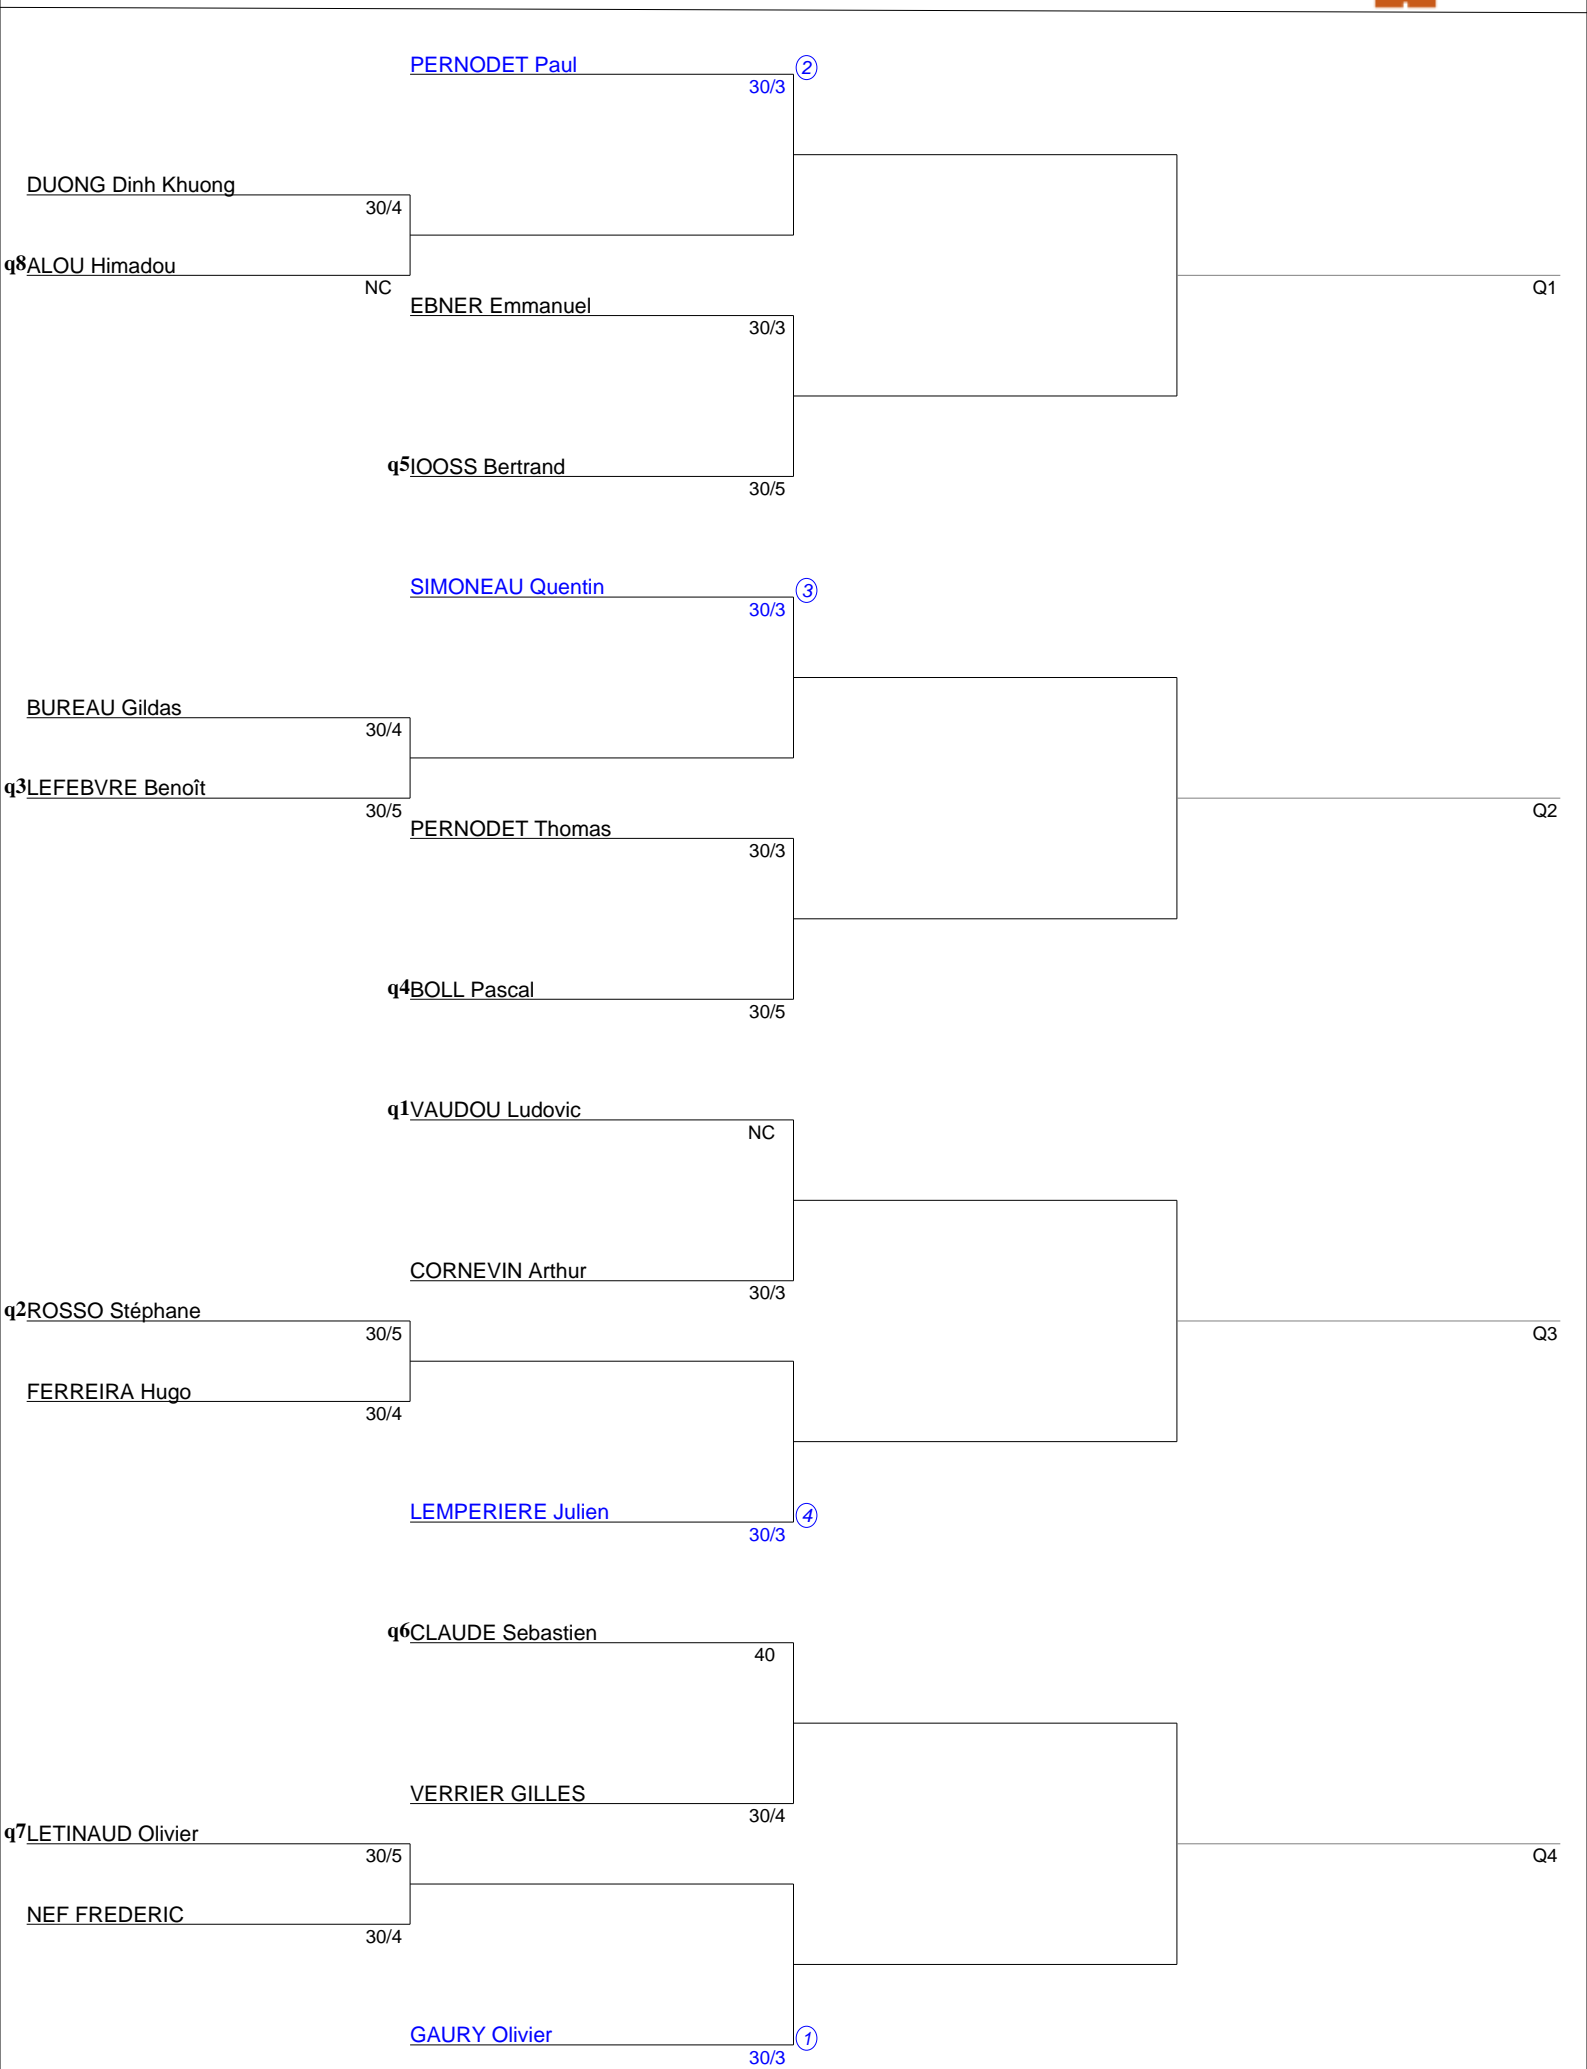 PERNODET Paul
2
30/3
DUONG Dinh Khuong
30/4
q8ALOU Himadou
NC
Q1
EBNER Emmanuel
30/3
q5IOOSS Bertrand
30/5
SIMONEAU Quentin
3
30/3
BUREAU Gildas
30/4
q3LEFEBVRE Benoît
30/5
Q2
PERNODET Thomas
30/3
q4BOLL Pascal
30/5
q1VAUDOU Ludovic
NC
CORNEVIN Arthur
30/3
q2ROSSO Stéphane
30/5
Q3
FERREIRA Hugo
30/4
LEMPERIERE Julien
4
30/3
q6CLAUDE Sebastien
40
VERRIER GILLES
30/4
q7LETINAUD Olivier
30/5
Q4
NEF FREDERIC
30/4
GAURY Olivier
1
30/3